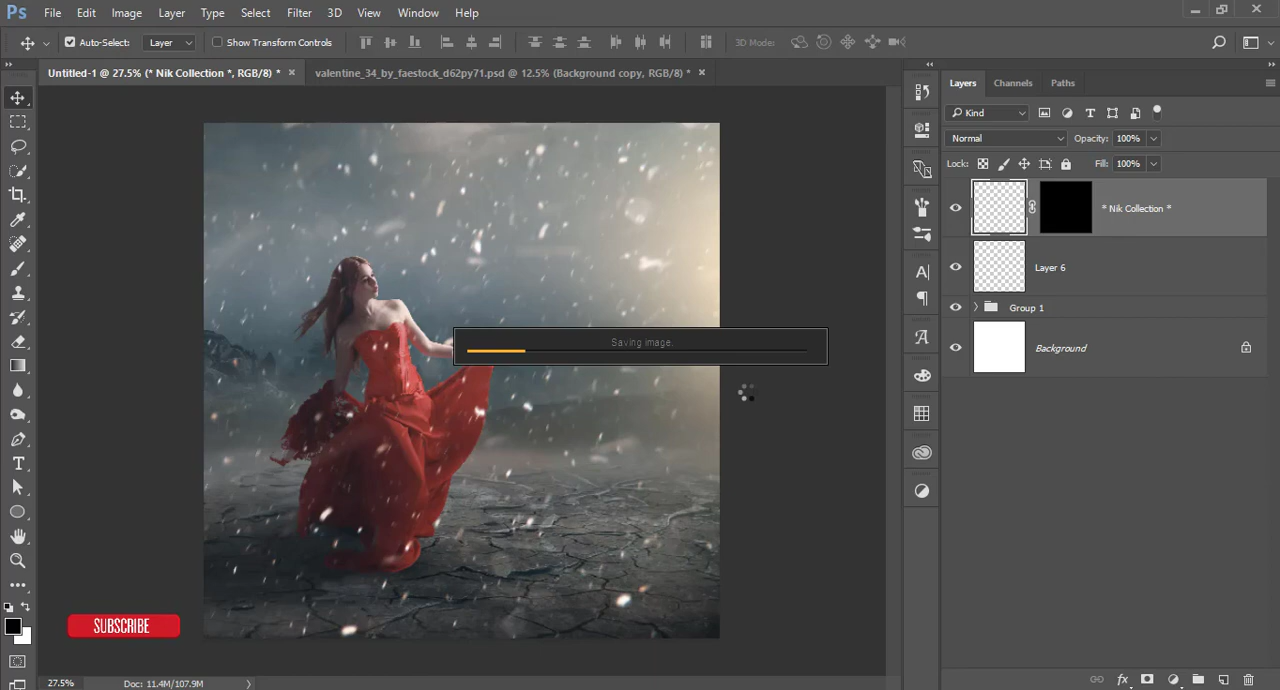 Ps File Edit Image Layer Type Select Filter 3D View Window Help
Auto-Select: Layer Show Transform Controls 3D Mode:
Untitled-1 @ 27.5% (* Nik Collection *, RGB/8) * × valentine_34_by_faestock_d62py71.psd @ 12.5% (Background copy, RGB/8) * ×
Layers Channels Paths
Kind
Normal Opacity: 100%
Lock: Fill: 100%
* Nik Collection *
Layer 6
Group 1
Background
Saving image.
SUBSCRIBE
27.5% Doc: 11.4M/107.9M